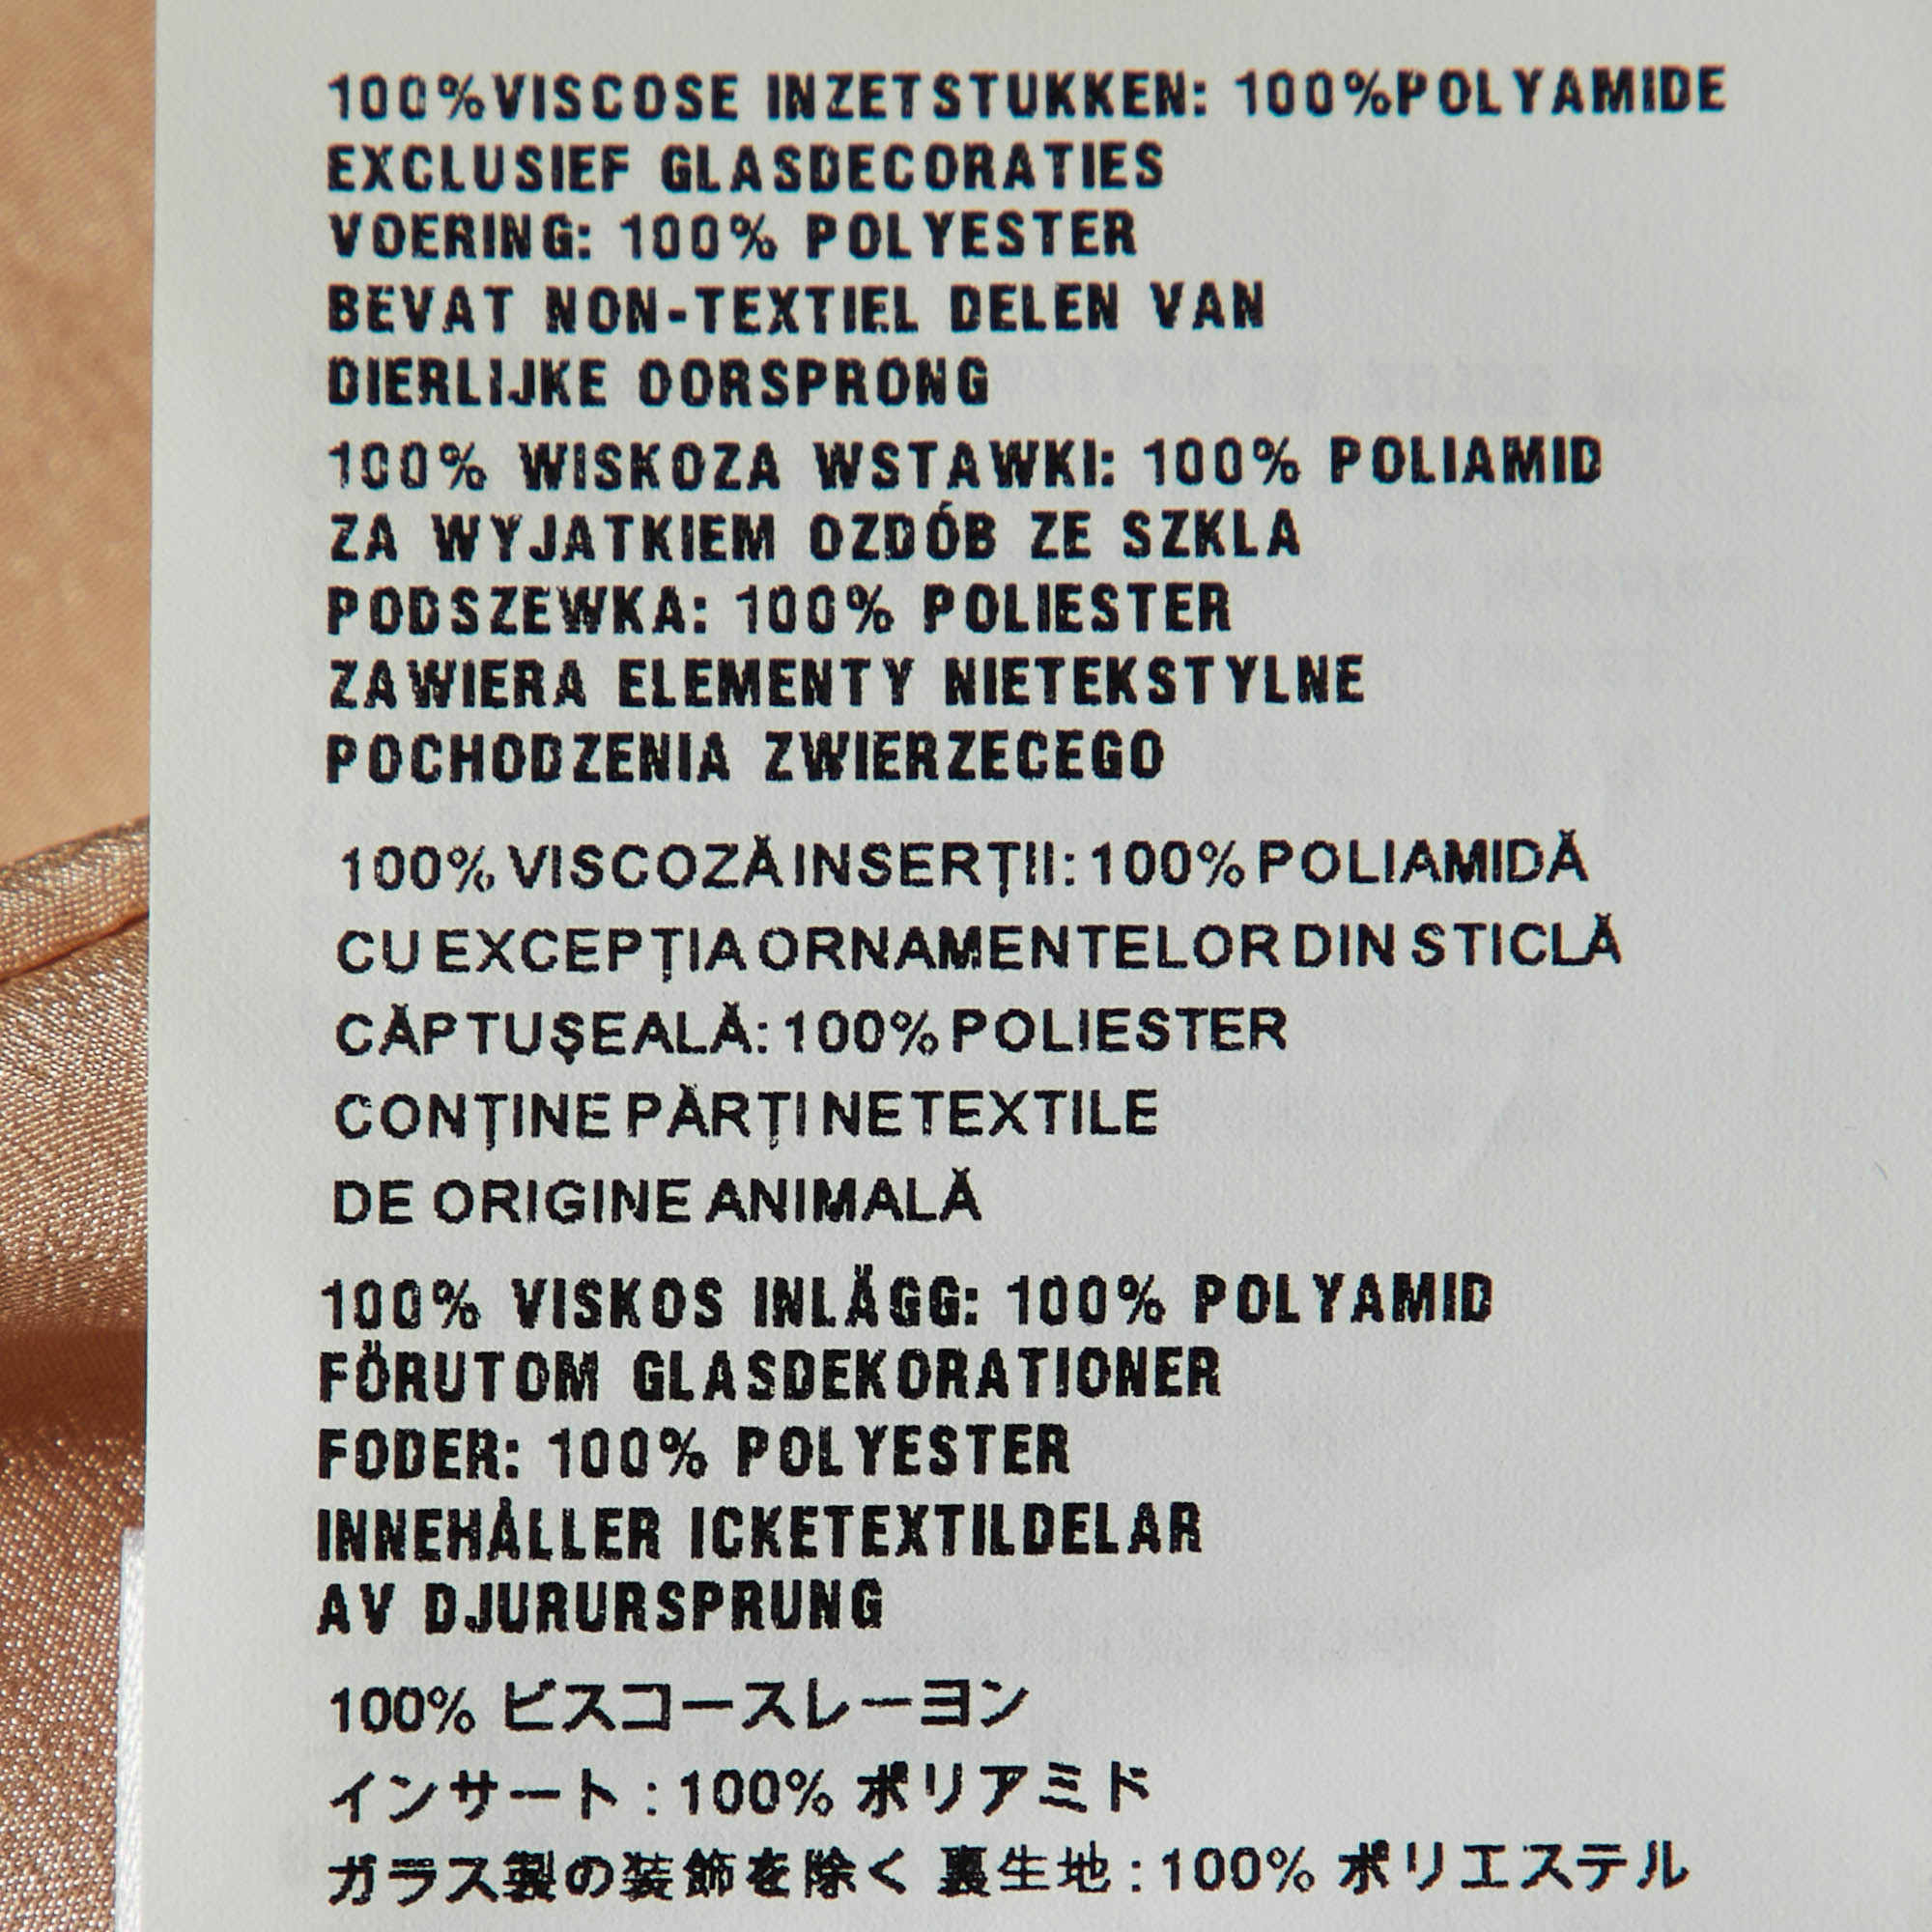 100%VISCOSE INZETSTUKKEN: 100%POLYAMIDE
EXCLUSIEF GLASDECORATIES
VOERING: 100% POLYESTER
BEVAT NON-TEXTIEL DELEN VAN
DIERLIJKE OORSPRONG
100% WISKOZA WSTAWKI: 100% POLIAMID
ZA WYJATKIEM OZDÓB ZE SZKLA
PODSZEWKA: 100% POLIESTER
ZAWIERA ELEMENTY NIETEKSTYLNE
POCHODZENIA ZWIERZECEGO
100% VISCOZĂ INSERŢII: 100% POLIAMIDĂ
CU EXCEPŢIA ORNAMENTELOR DIN STICLĂ
CĂPTUŞEALĂ: 100% POLIESTER
CONŢINE PĂRŢI NETEXTILE
DE ORIGINE ANIMALĂ
100% VISKOS INLÄGG: 100% POLYAMID
FÖRUTOM GLASDEKORATIONER
FODER: 100% POLYESTER
INNEHÅLLER ICKETEXTILDELAR
AV DJURURSPRUNG
100% ビスコースレーヨン
インサート : 100% ポリアミド
ガラス製の装飾を除く 裏生地 : 100% ポリエステル